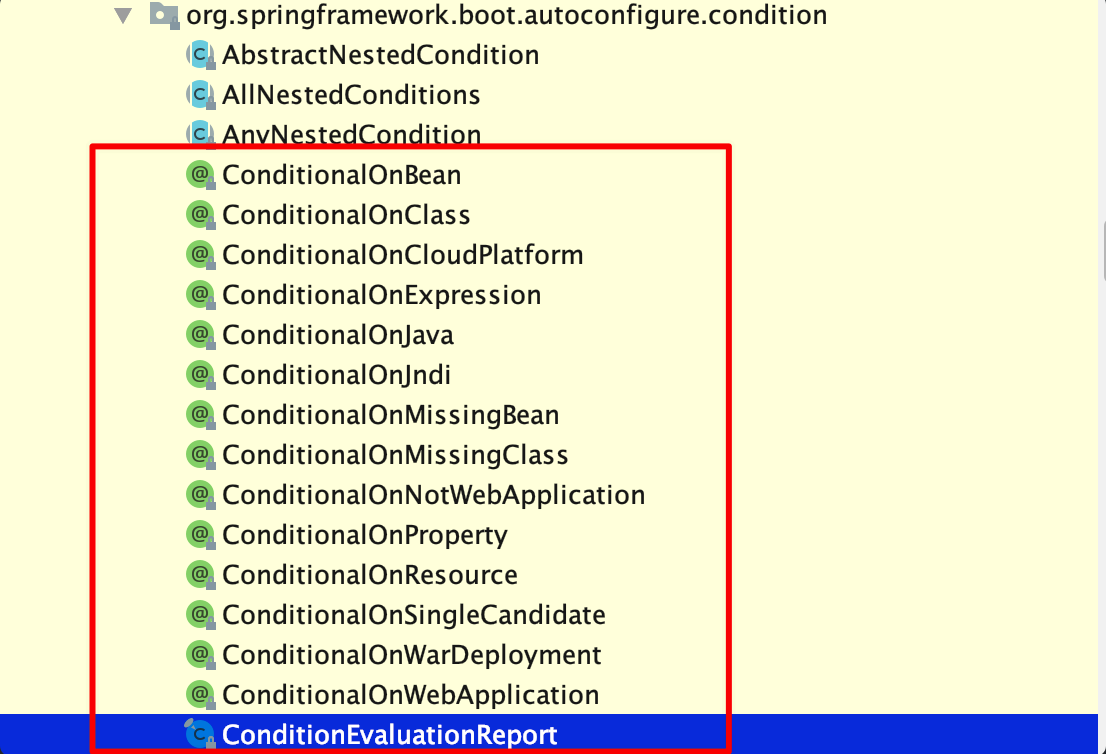 org.springframework.boot.autoconfigure.condition
AbstractNestedCondition
AllNestedConditions
AnyNestedCondition
ConditionalOnBean
ConditionalOnClass
ConditionalOnCloudPlatform
ConditionalOnExpression
ConditionalOnJava
ConditionalOnJndi
ConditionalOnMissingBean
ConditionalOnMissingClass
ConditionalOnNotWebApplication
ConditionalOnProperty
ConditionalOnResource
ConditionalOnSingleCandidate
ConditionalOnWarDeployment
ConditionalOnWebApplication
ConditionEvaluationReport